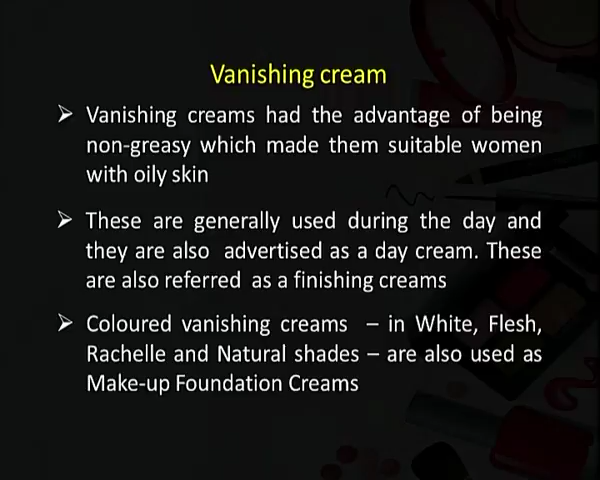 Vanishing cream
➢ Vanishing creams had the advantage of being
non-greasy which made them suitable women
with oily skin
➢ These are generally used during the day and
they are also advertised as a day cream. These
are also referred as a finishing creams
➢ Coloured vanishing creams – in White, Flesh,
Rachelle and Natural shades – are also used as
Make-up Foundation Creams